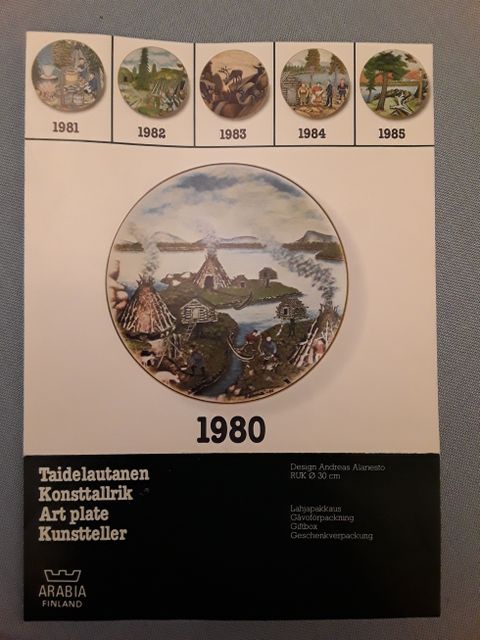 1981 1982 1983 1984 1985
1980
Taidelautanen
Konsttallrik
Art plate
Kunstteller
Design Andreas Alanesto
RUK Ø 30 cm
Lahjapakkaus
Gåvoförpackning
Giftbox
Geschenkverpackung
ARABIA
FINLAND